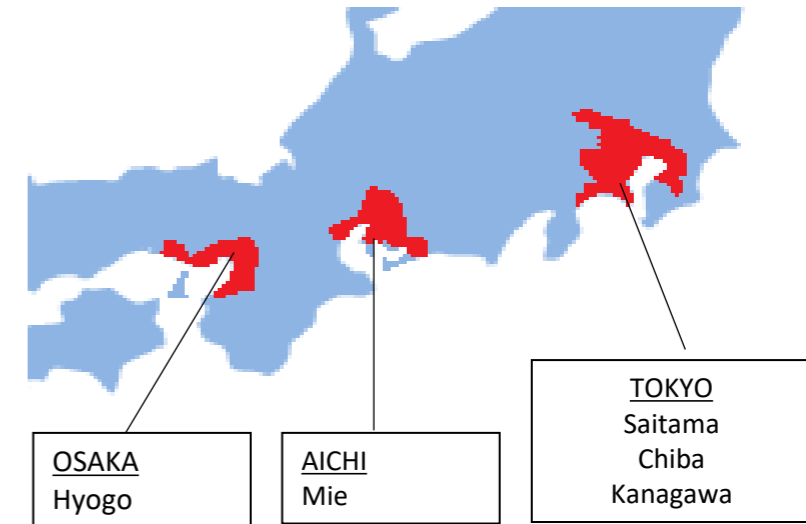 OSAKA
Hyogo
AICHI
Mie
TOKYO
Saitama
Chiba
Kanagawa